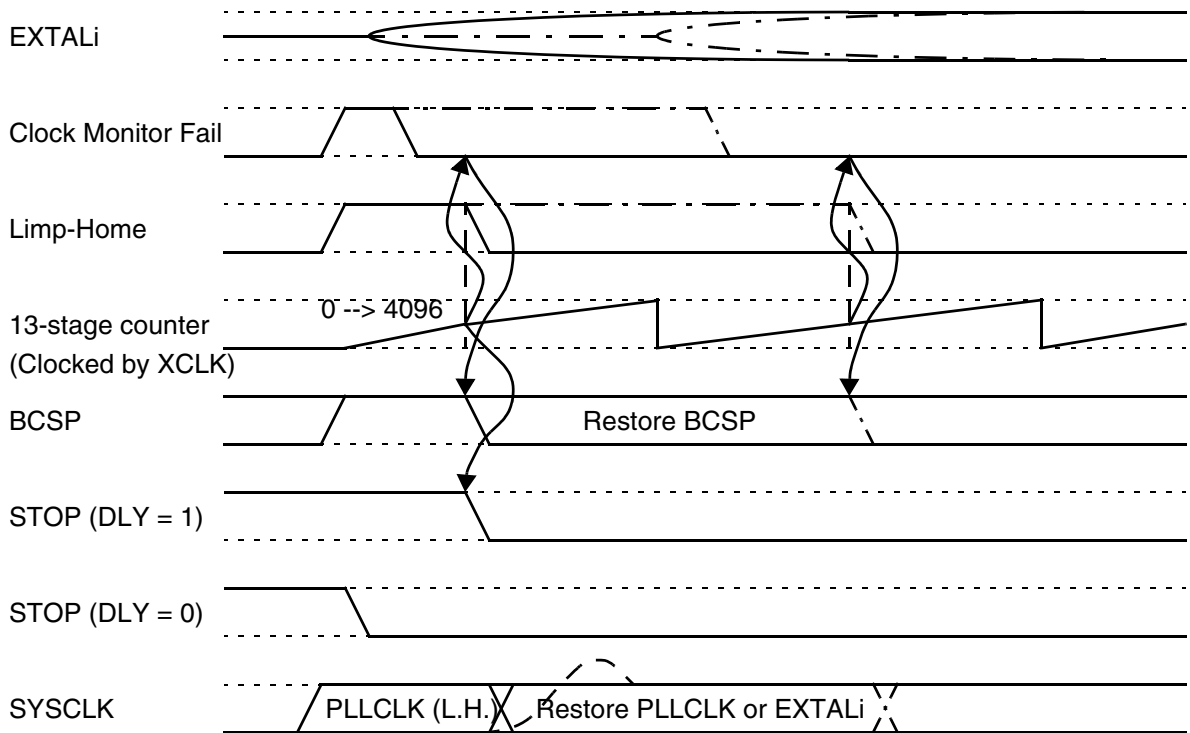 EXTALi
Clock Monitor Fail
Limp-Home
0 --> 4096
13-stage counter
(Clocked by XCLK)
BCSP
Restore BCSP
STOP (DLY = 1)
STOP (DLY = 0)
SYSCLK
PLLCLK (L.H.)
Restore PLLCLK or EXTALi